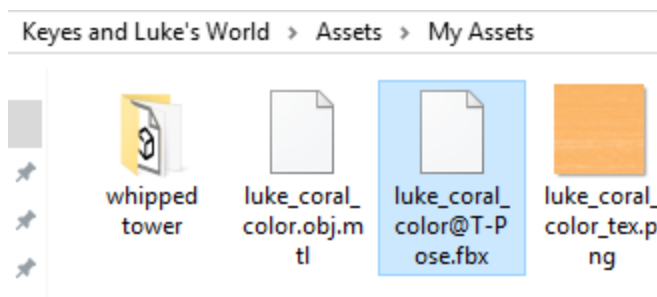 Keyes and Luke's World > Assets > My Assets
whipped
tower
luke_coral_
color.obj.m
tl
luke_coral_
color@T-P
ose.fbx
luke_coral_
color_tex.p
ng